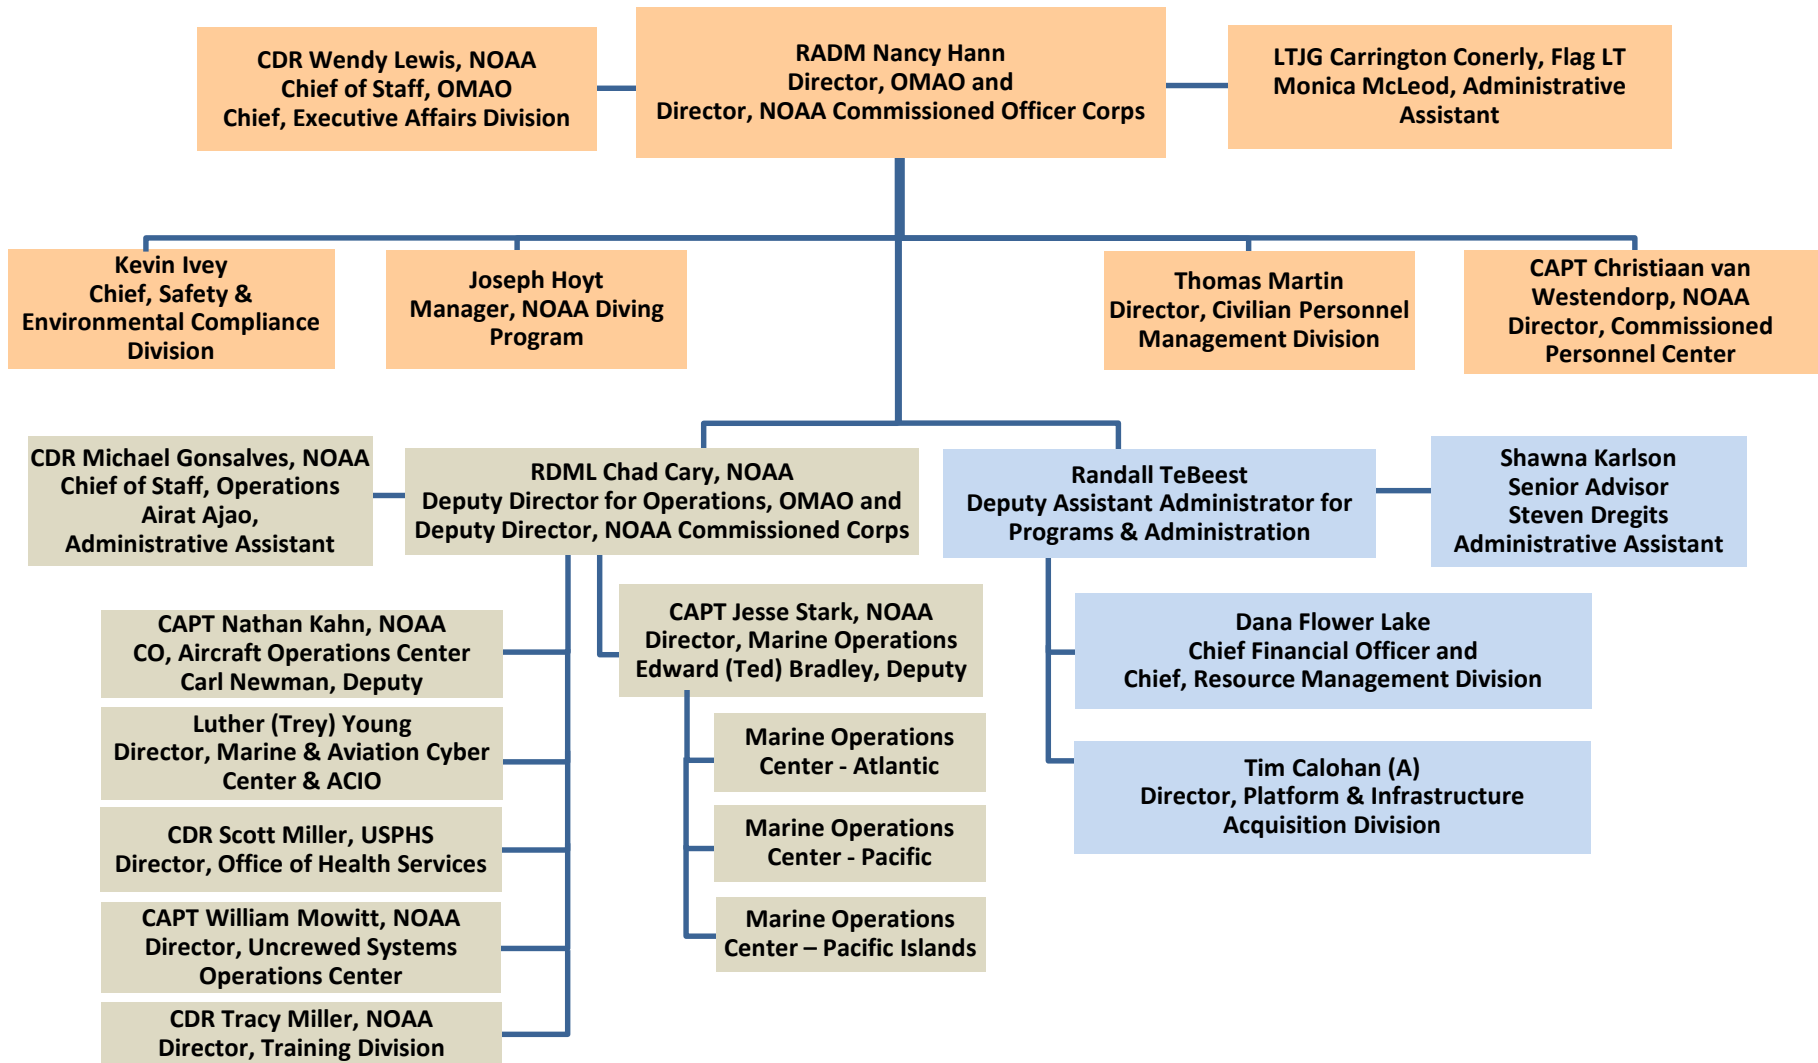 CDR Wendy Lewis, NOAA
Chief of Staff, OMAO
Chief, Executive Affairs Division
RADM Nancy Hann
Director, OMAO and
Director, NOAA Commissioned Officer Corps
LTJG Carrington Conerly, Flag LT
Monica McLeod, Administrative
Assistant
Kevin Ivey
Chief, Safety &
Environmental Compliance
Division
Joseph Hoyt
Manager, NOAA Diving
Program
Thomas Martin
Director, Civilian Personnel
Management Division
CAPT Christiaan van
Westendorp, NOAA
Director, Commissioned
Personnel Center
CDR Michael Gonsalves, NOAA
Chief of Staff, Operations
Airat Ajao,
Administrative Assistant
RDML Chad Cary, NOAA
Deputy Director for Operations, OMAO and
Deputy Director, NOAA Commissioned Corps
Randall TeBeest
Deputy Assistant Administrator for
Programs & Administration
Shawna Karlson
Senior Advisor
Steven Dregits
Administrative Assistant
CAPT Nathan Kahn, NOAA
CO, Aircraft Operations Center
Carl Newman, Deputy
Luther (Trey) Young
Director, Marine & Aviation Cyber
Center & ACIO
CDR Scott Miller, USPHS
Director, Office of Health Services
CAPT William Mowitt, NOAA
Director, Uncrewed Systems
Operations Center
CDR Tracy Miller, NOAA
Director, Training Division
CAPT Jesse Stark, NOAA
Director, Marine Operations
Edward (Ted) Bradley, Deputy
Marine Operations
Center - Atlantic
Marine Operations
Center - Pacific
Marine Operations
Center – Pacific Islands
Dana Flower Lake
Chief Financial Officer and
Chief, Resource Management Division
Tim Calohan (A)
Director, Platform & Infrastructure
Acquisition Division